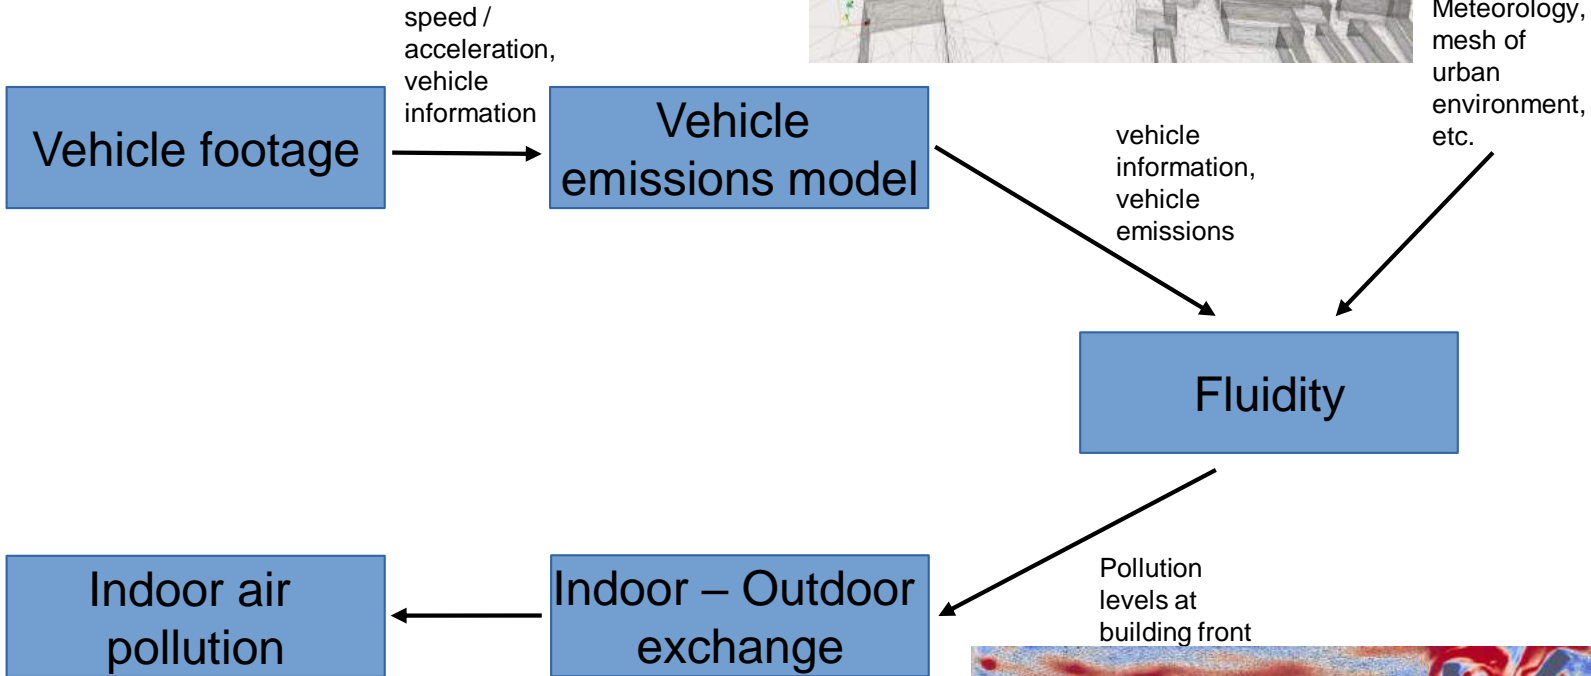 speed /
acceleration,
vehicle
information
Meteorology,
mesh of
urban
environment,
etc.
Vehicle footage
Vehicle
emissions model
vehicle
information,
vehicle
emissions
Fluidity
Pollution
levels at
building front
Indoor – Outdoor
exchange
Indoor air
pollution